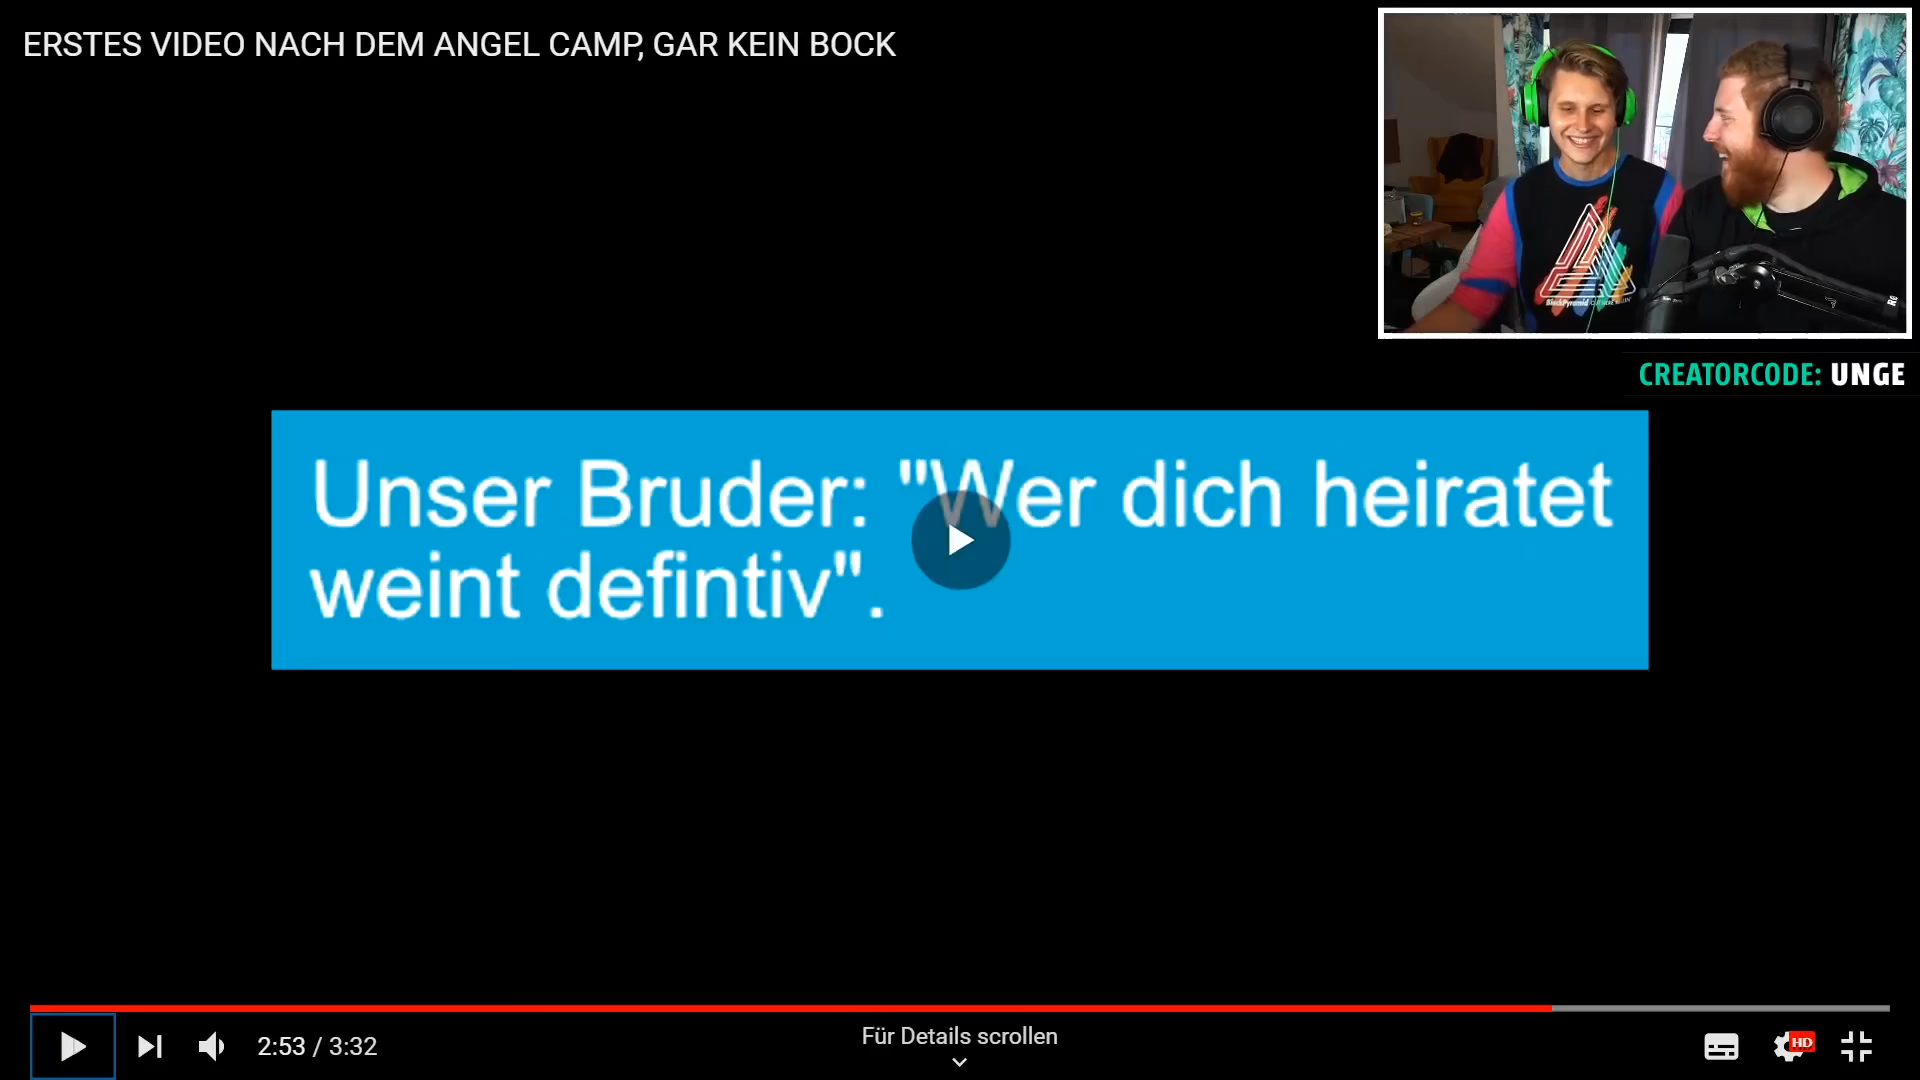 ERSTES VIDEO NACH DEM ANGEL CAMP, GAR KEIN BOCK
BlackPyramid
CREATORCODE: UNGE
Unser Bruder: "Wer dich heiratet
weint defintiv".
2:53 / 3:32
Für Details scrollen
HD